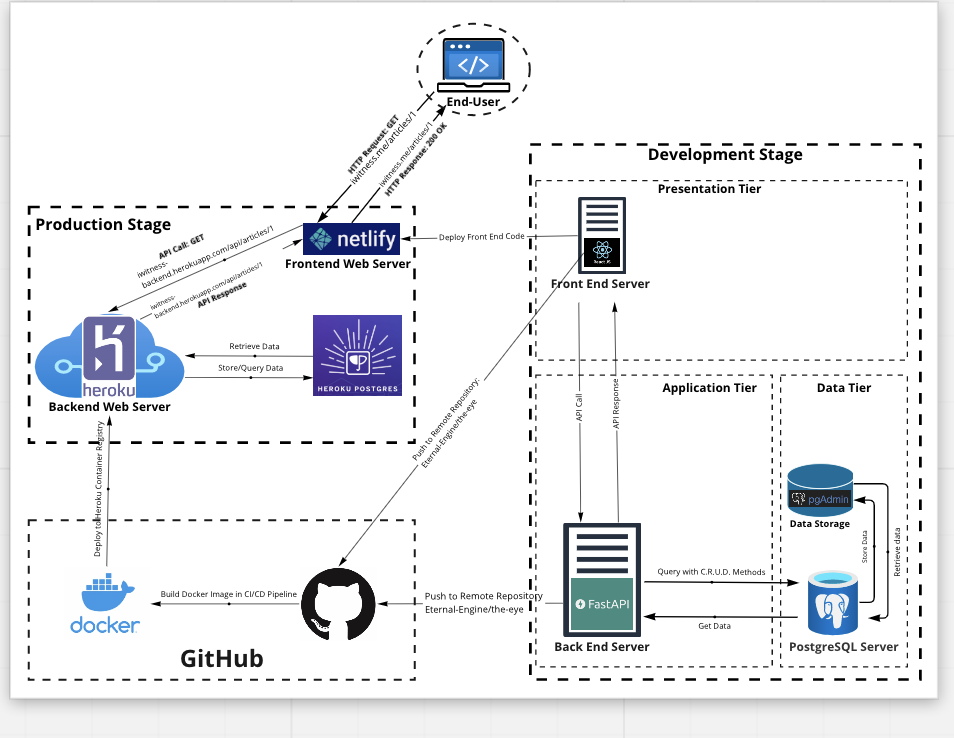 </>
End-User
HTTP Request: GET
iwitness.me/articles/1
iwitness.me/articles/1
HTTP Response: 200 OK
Production Stage
netlify
Frontend Web Server
API Call: GET
iwitness-
backend.herokuapp.com/api/articles/1
iwitness-
backend.herokuapp.com/api/articles/1
API Response
heroku
Backend Web Server
Retrieve Data
Store/Query Data
HEROKU POSTGRES
Deploy to Heroku Container Registry
docker
Build Docker Image in CI/CD Pipeline
GitHub
Push to Remote Repository:
Eternal-Engine/the-eye
Push to Remote Repository
Eternal-Engine/the-eye
Deploy Front End Code
Development Stage
Presentation Tier
React JS
Front End Server
API Call
API Response
Application Tier
FastAPI
Back End Server
Query with C.R.U.D. Methods
Get Data
Data Tier
pgAdmin
Data Storage
Store Data
Retrieve data
PostgreSQL Server